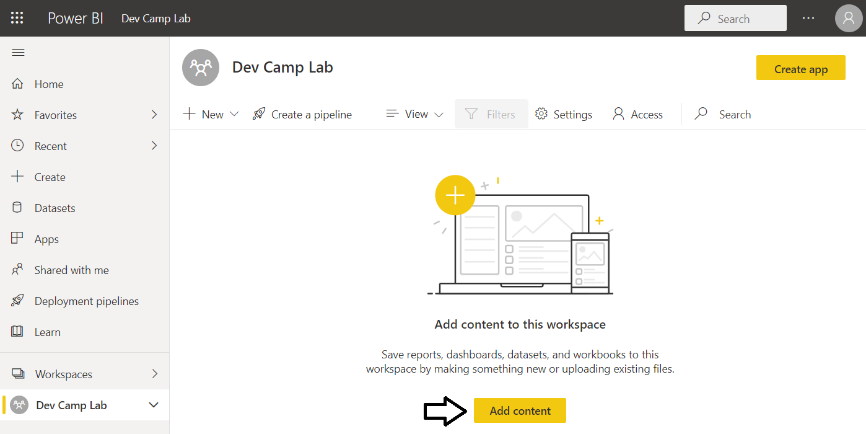 Power BI Dev Camp Lab Search
Dev Camp Lab Create app
Home
Favorites
Recent
Create
Datasets
Apps
Shared with me
Deployment pipelines
Learn
Workspaces
Dev Camp Lab
New Create a pipeline View Filters Settings Access Search
Add content to this workspace
Save reports, dashboards, datasets, and workbooks to this
workspace by making something new or uploading existing files.
Add content